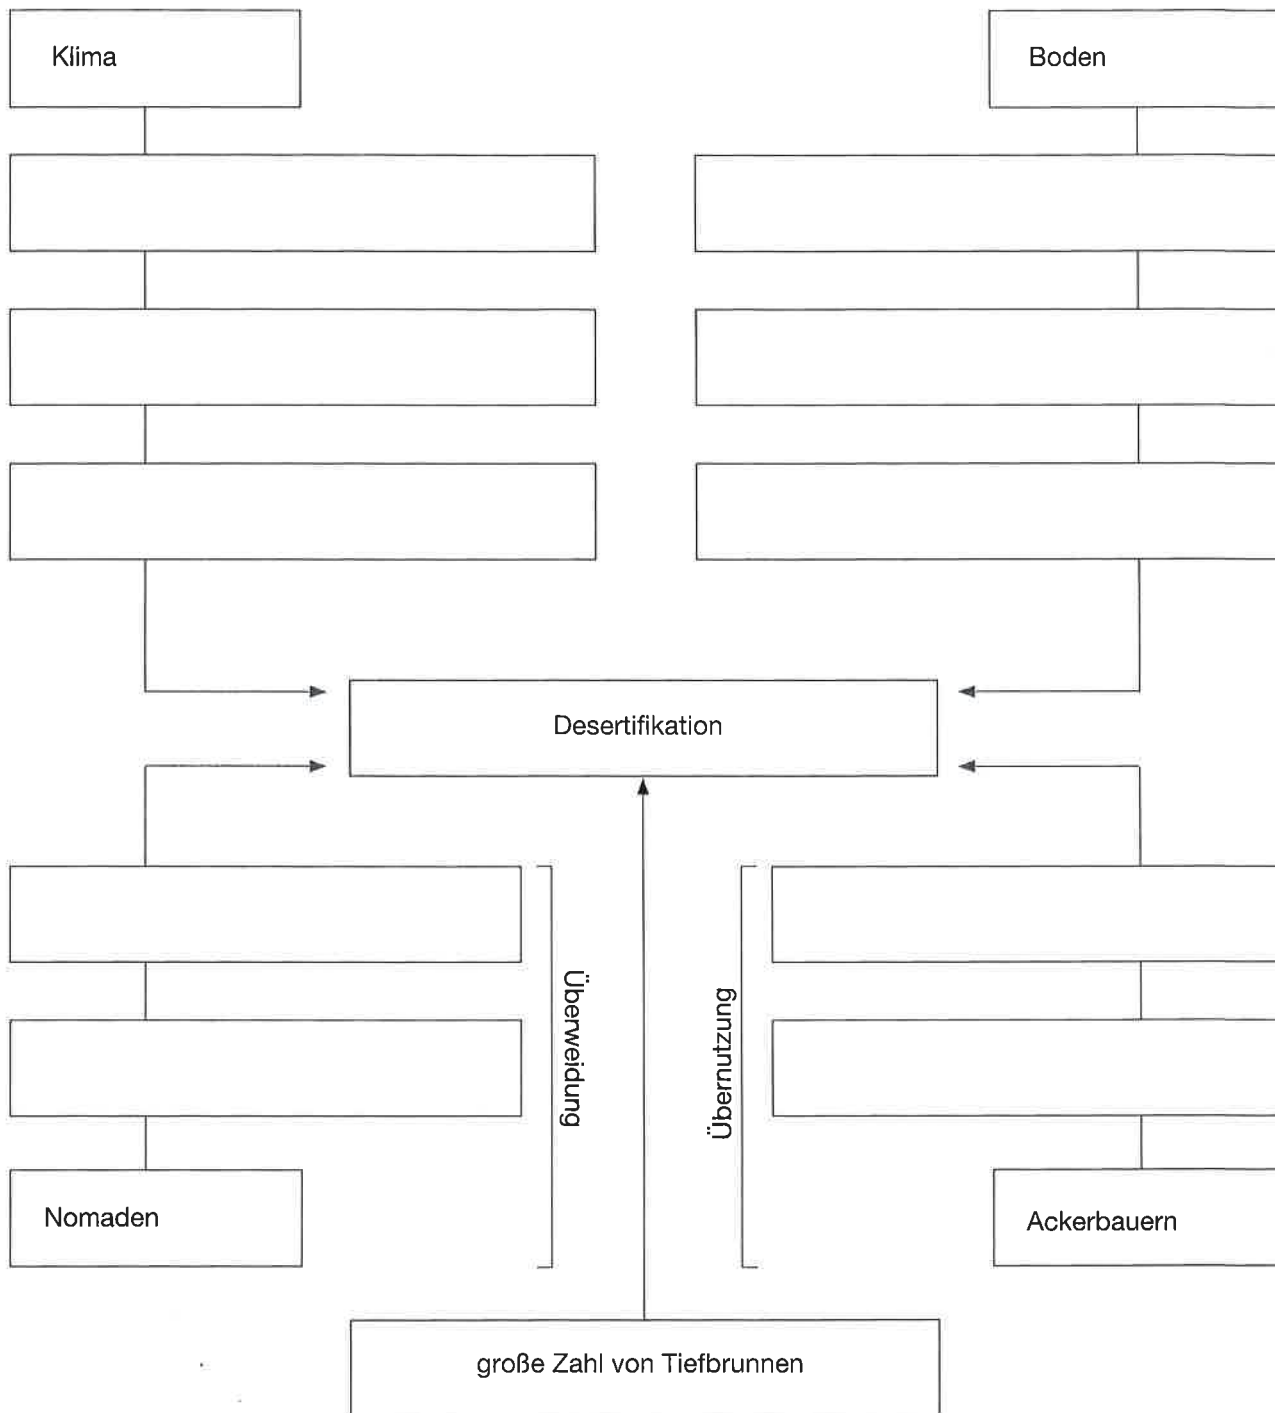 Klima
Boden
Desertifikation
Überweidung
Übernutzung
Nomaden
Ackerbauern
große Zahl von Tiefbrunnen